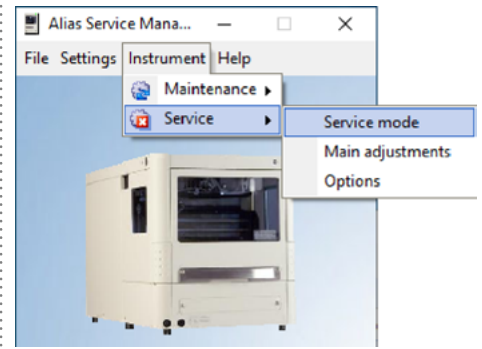 Alias Service Mana...
File Settings Instrument Help
Maintenance
Service
Service mode
Main adjustments
Options